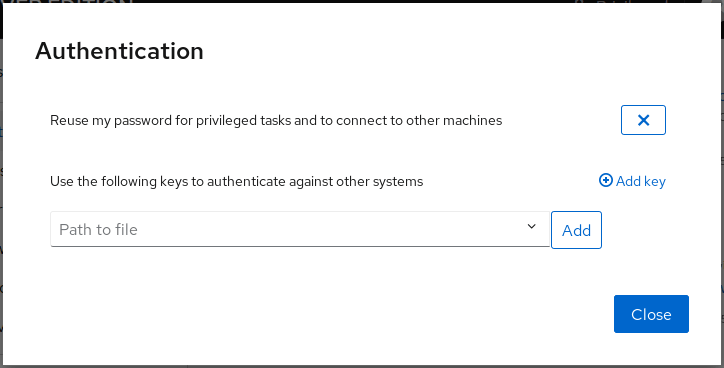 Authentication
Reuse my password for privileged tasks and to connect to other machines
Use the following keys to authenticate against other systems
Add key
Path to file
Add
Close